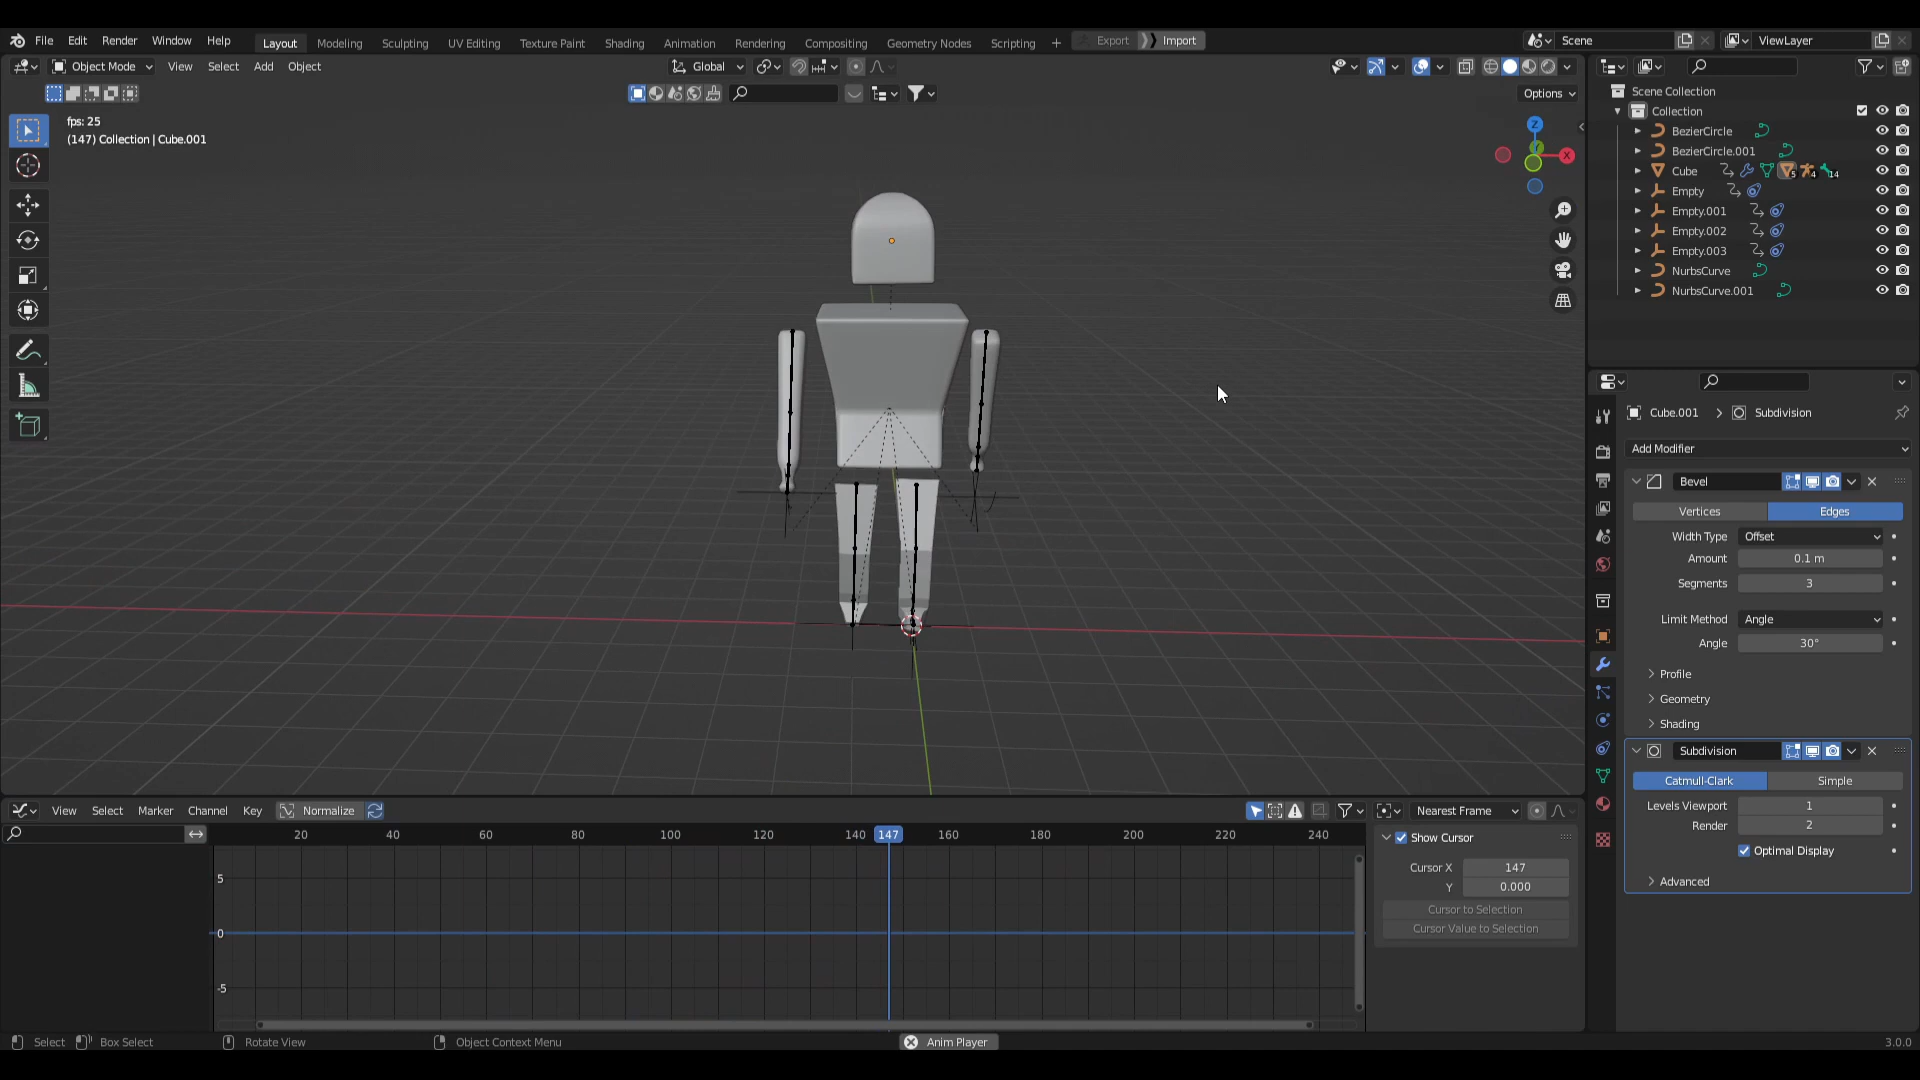 File Edit Render Window Help Layout Modeling Sculpting UV Editing Texture Paint Shading Animation Rendering Compositing Geometry Nodes Scripting + Export Import Scene ViewLayer
Object Mode View Select Add Object Global
Options
fps: 25
(147) Collection | Cube.001
Z
Y
X
Scene Collection
Collection
BezierCircle
BezierCircle.001
Cube 5 4 14
Empty
Empty.001
Empty.002
Empty.003
NurbsCurve
NurbsCurve.001
Cube.001 > Subdivision
Add Modifier
Bevel
Vertices Edges
Width Type Offset
Amount 0.1 m
Segments 3
Limit Method Angle
Angle 30°
Profile
Geometry
Shading
Subdivision
Catmull-Clark Simple
Levels Viewport 1
Render 2
Optimal Display
Advanced
View Select Marker Channel Key Normalize Nearest Frame
20 40 60 80 100 120 140 147 160 180 200 220 240
5
0
-5
Show Cursor
Cursor X 147
Y 0.000
Cursor to Selection
Cursor Value to Selection
Select Box Select Rotate View Object Context Menu Anim Player 3.0.0